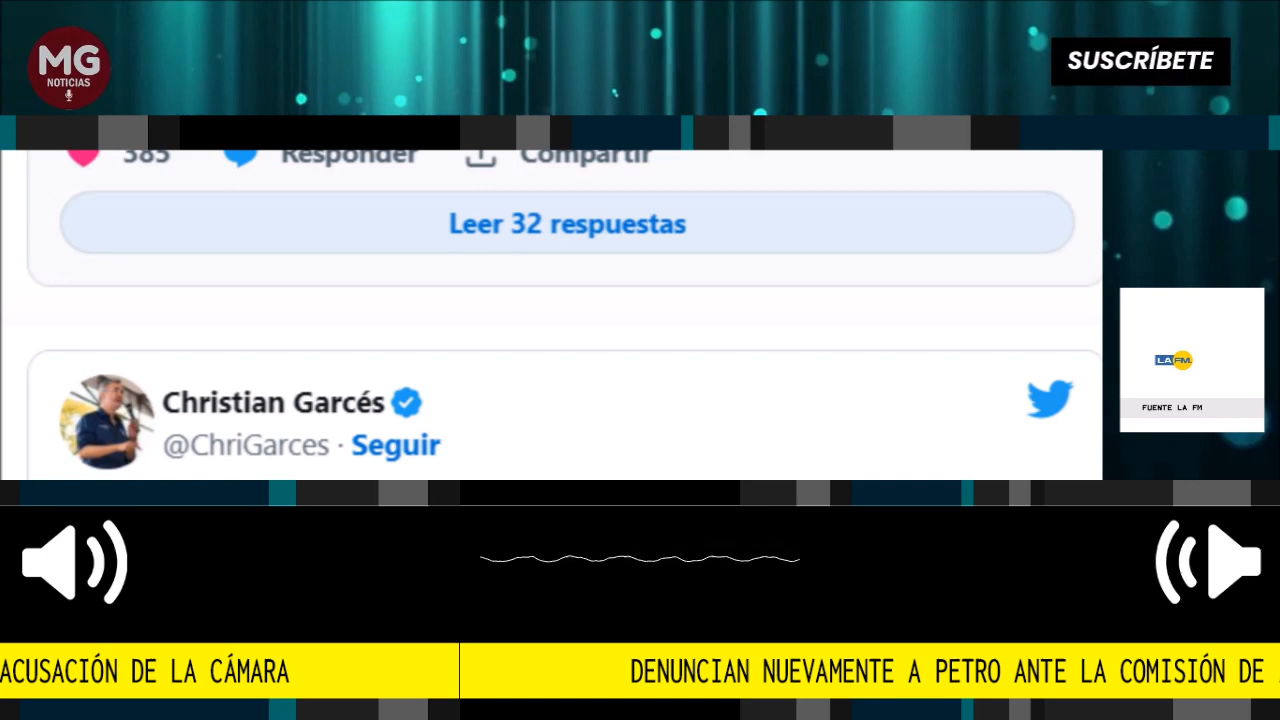 MG
NOTICIAS
SUSCRÍBETE
385 Responder Compartir
Leer 32 respuestas
Christian Garcés
@ChriGarces · Seguir
LA FM.
FUENTE LA FM
ACUSACIÓN DE LA CÁMARA
DENUNCIAN NUEVAMENTE A PETRO ANTE LA COMISIÓN DE